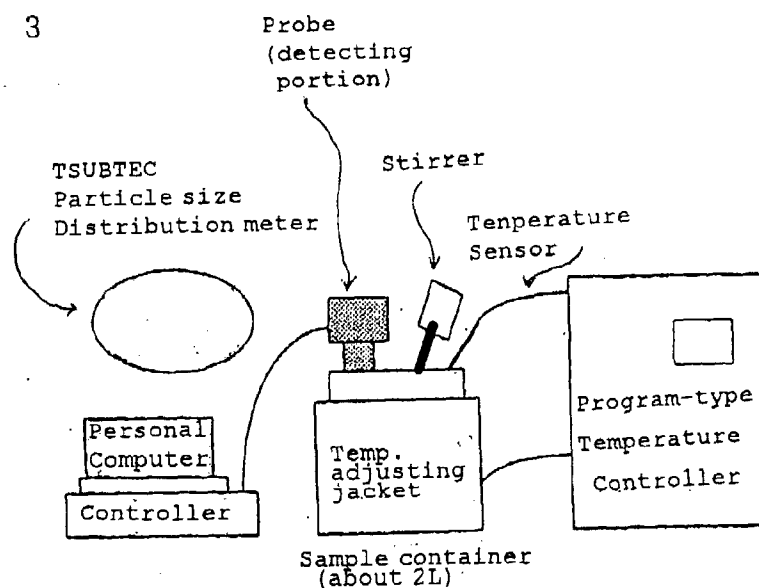 3
Probe
(detecting
portion)
TSUBTEC
Particle size
Distribution meter
Stirrer
Tenperature
Sensor
Personal
Computer
Controller
Temp.
adjusting
jacket
Program-type
Temperature
Controller
Sample container
(about 2L)